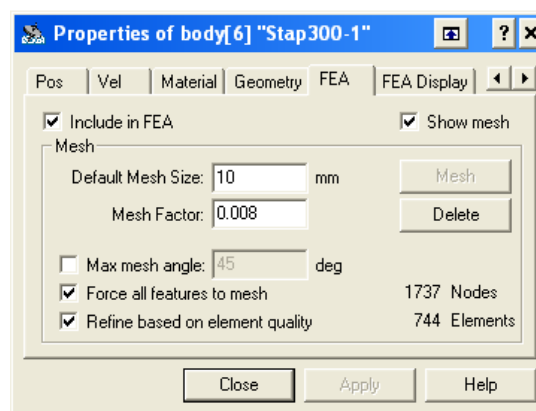 Properties of body[6] "Stap300-1"
Pos Vel Material Geometry FEA FEA Display
Include in FEA Show mesh
Mesh
Default Mesh Size: 10 mm Mesh
Mesh Factor: 0.008 Delete
Max mesh angle: 45 deg
Force all features to mesh 1737 Nodes
Refine based on element quality 744 Elements
Close Apply Help